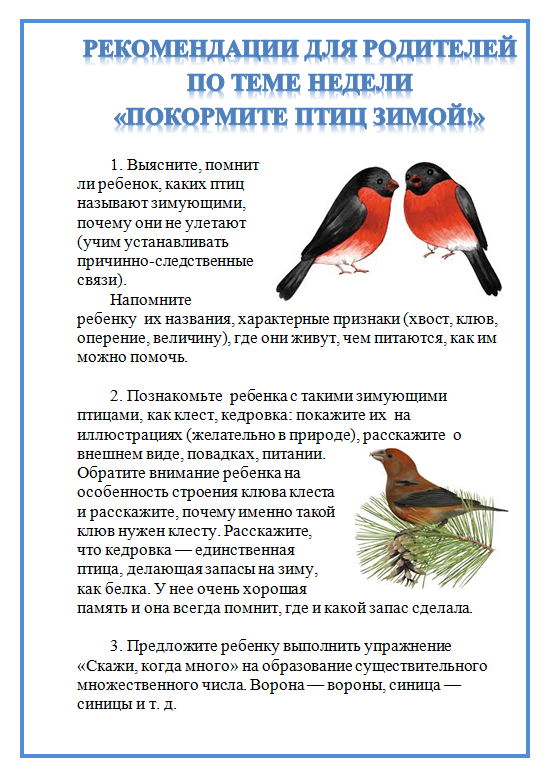 РЕКОМЕНДАЦИИ ДЛЯ РОДИТЕЛЕЙ
ПО ТЕМЕ НЕДЕЛИ
«ПОКОРМИТЕ ПТИЦ ЗИМОЙ!»
1. Выясните, помнит
ли ребенок, каких птиц
называют зимующими,
почему они не улетают
(учим устанавливать
причинно-следственные
связи).
Напомните
ребенку их названия, характерные признаки (хвост, клюв,
оперение, величину), где они живут, чем питаются, как им
можно помочь.
2. Познакомьте ребенка с такими зимующими
птицами, как клест, кедровка: покажите их на
иллюстрациях (желательно в природе), расскажите о
внешнем виде, повадках, питании.
Обратите внимание ребенка на
особенность строения клюва клеста
и расскажите, почему именно такой
клюв нужен клесту. Расскажите,
что кедровка — единственная
птица, делающая запасы на зиму,
как белка. У нее очень хорошая
память и она всегда помнит, где и какой запас сделала.
3. Предложите ребенку выполнить упражнение
«Скажи, когда много» на образование существительного
множественного числа. Ворона — вороны, синица —
синицы и т. д.